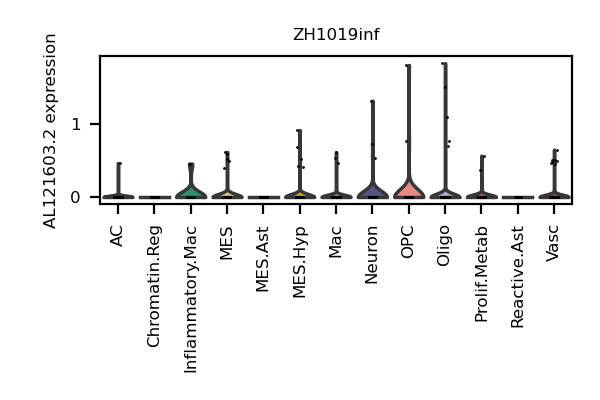 ZH1019inf
AL121603.2 expression
1
0
AC
Chromatin.Reg
Inflammatory.Mac
MES
MES.Ast
MES.Hyp
Mac
Neuron
OPC
Oligo
Prolif.Metab
Reactive.Ast
Vasc